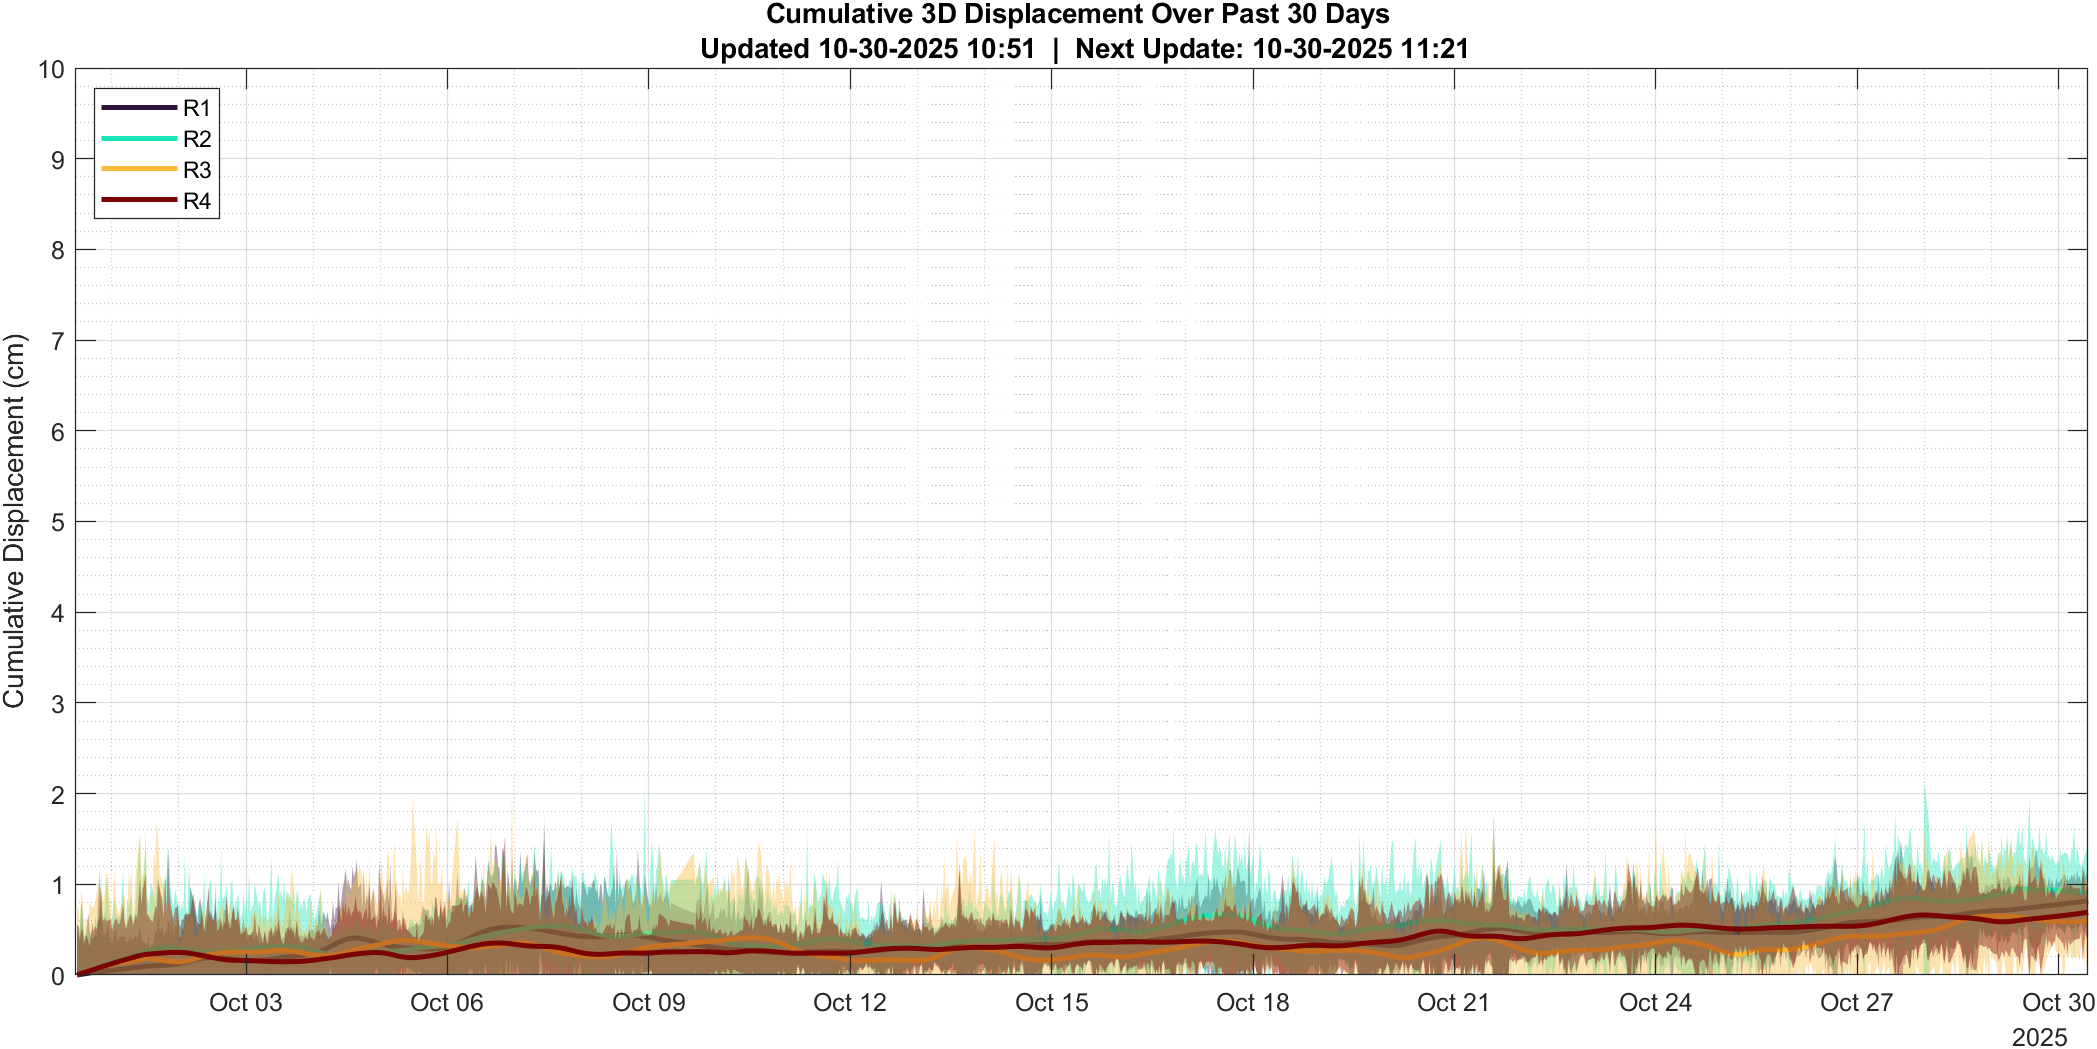 Cumulative 3D Displacement Over Past 30 Days
Updated 10-30-2025 10:51 | Next Update: 10-30-2025 11:21
R1
R2
R3
R4
Cumulative Displacement (cm)
10
9
8
7
6
5
4
3
2
1
0
Oct 03 Oct 06 Oct 09 Oct 12 Oct 15 Oct 18 Oct 21 Oct 24 Oct 27 Oct 30
2025